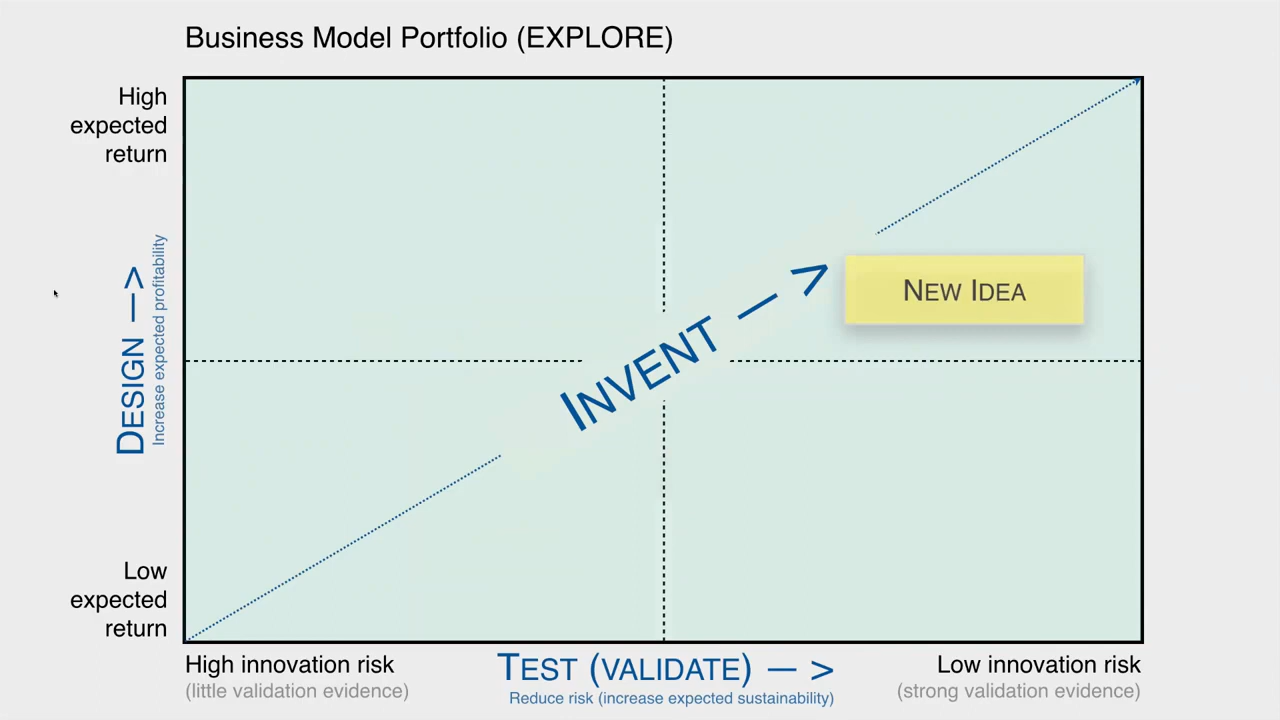 Business Model Portfolio (EXPLORE)
High
expected
return
DESIGN —>
Increase expected profitability
INVENT —>
NEW IDEA
Low
expected
return
High innovation risk
(little validation evidence)
TEST (VALIDATE) — >
Reduce risk (increase expected sustainability)
Low innovation risk
(strong validation evidence)